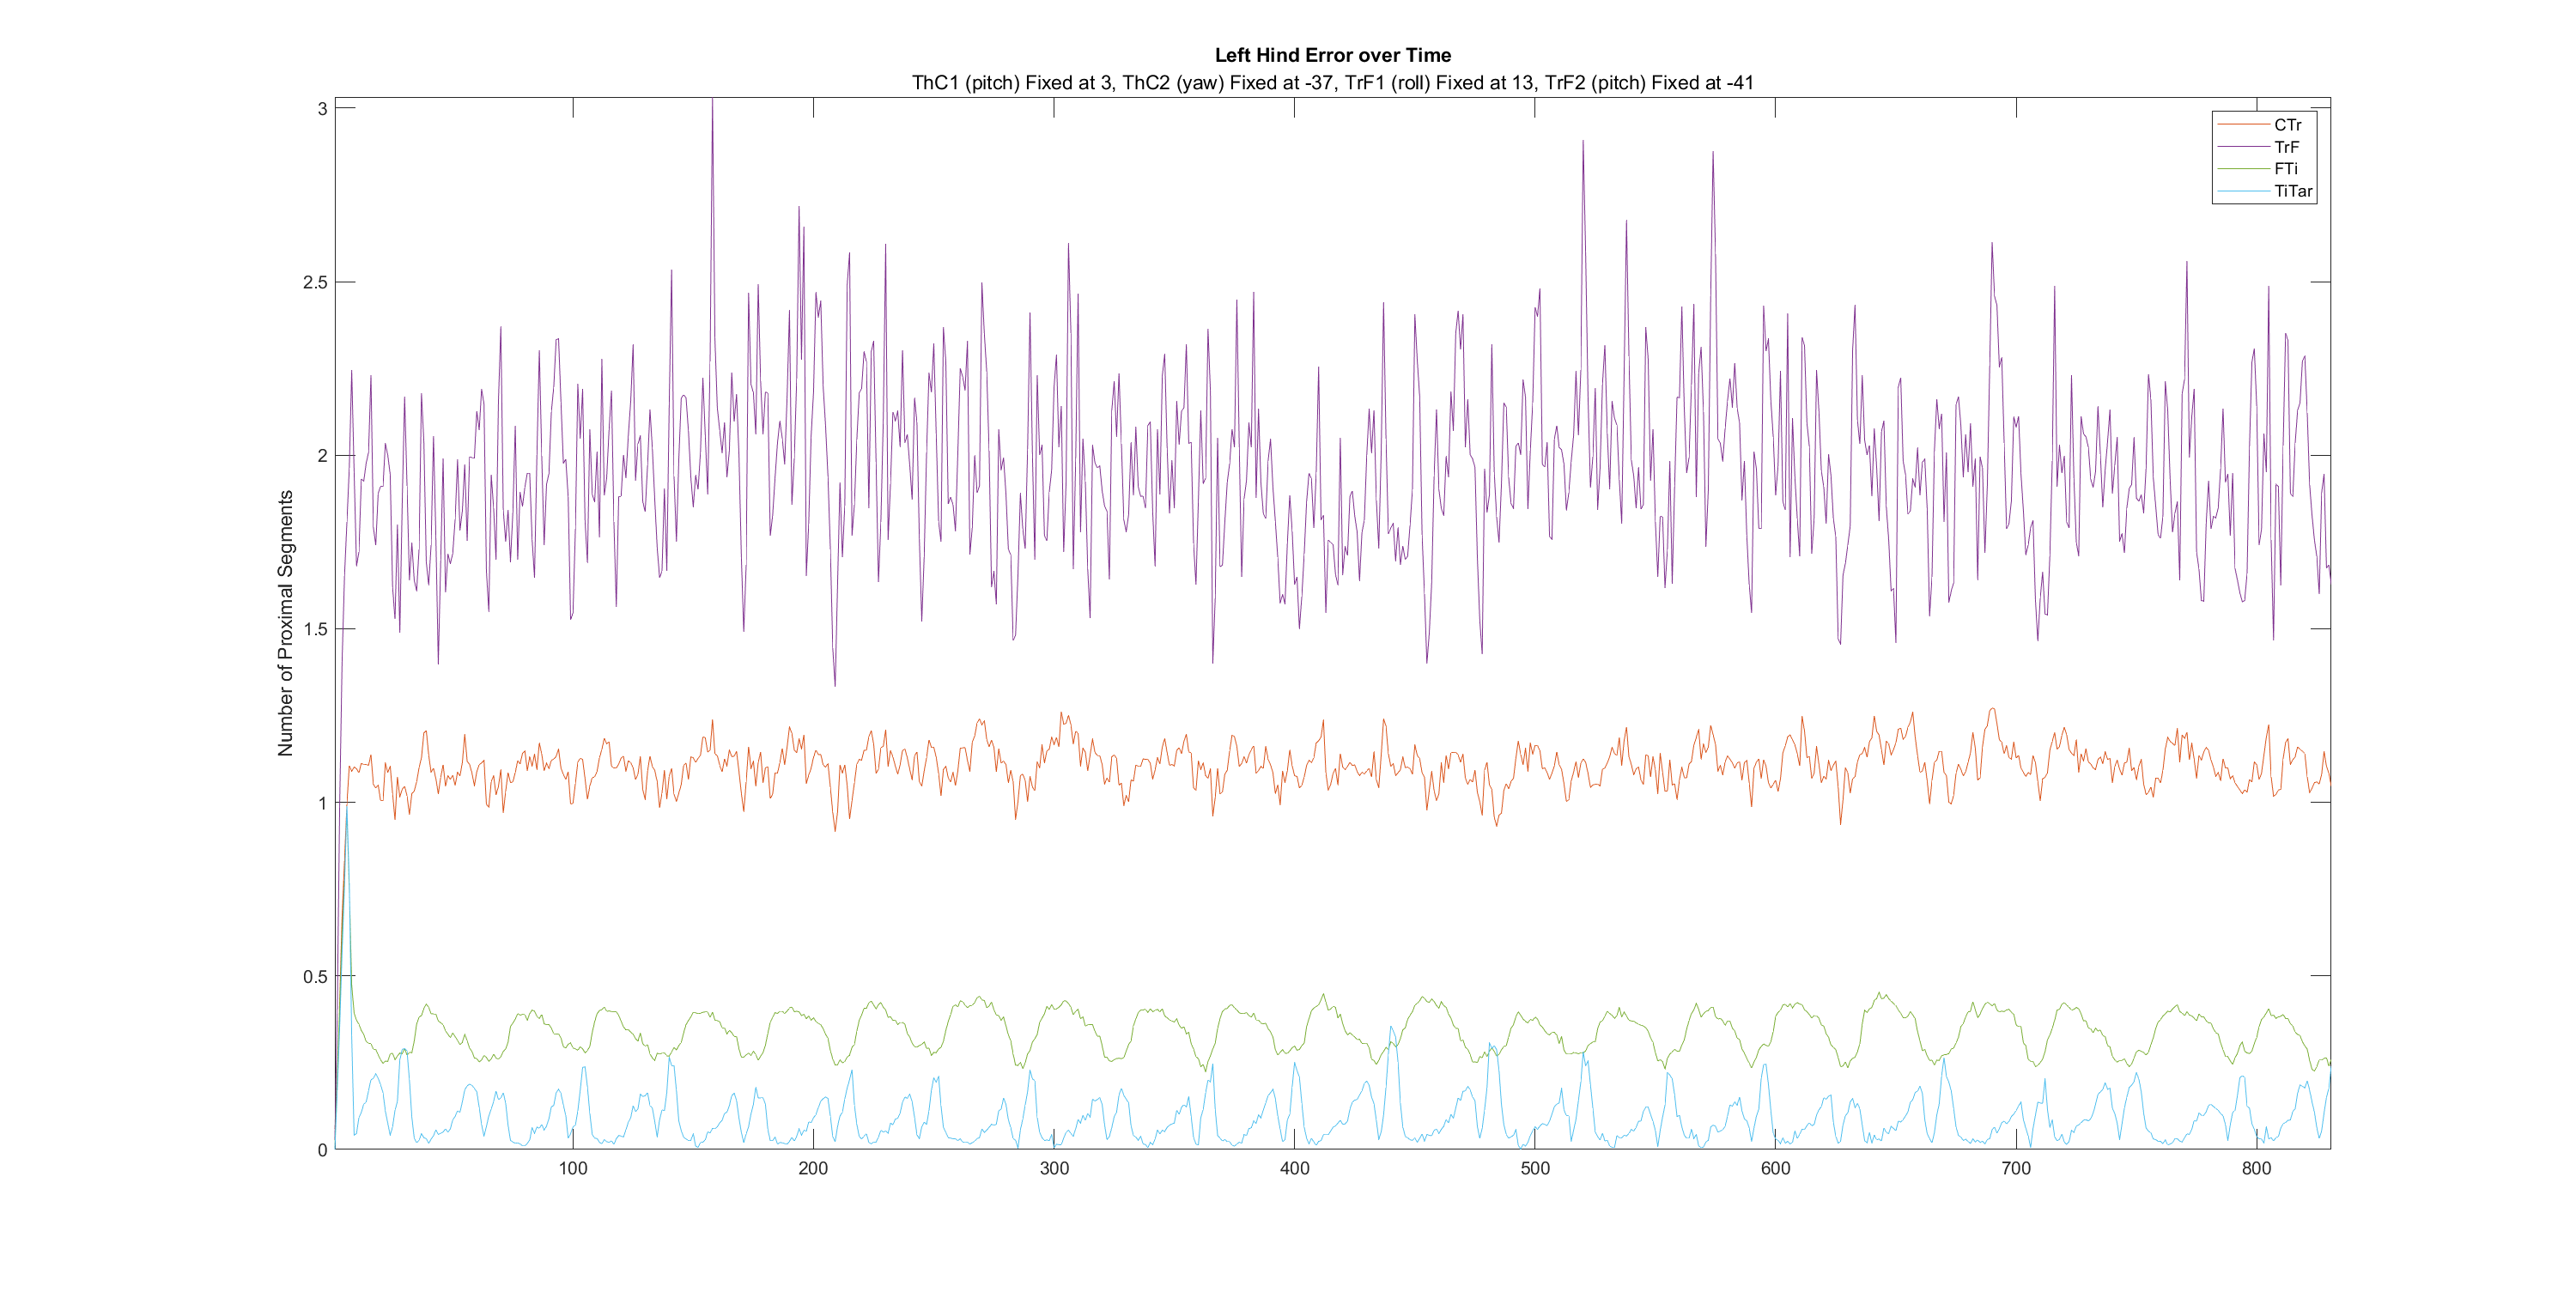 Left Hind Error over Time
ThC1 (pitch) Fixed at 3, ThC2 (yaw) Fixed at -37, TrF1 (roll) Fixed at 13, TrF2 (pitch) Fixed at -41
CTr
TrF
FTi
TiTar
Number of Proximal Segments
3
2.5
2
1.5
1
0.5
0
100 200 300 400 500 600 700 800